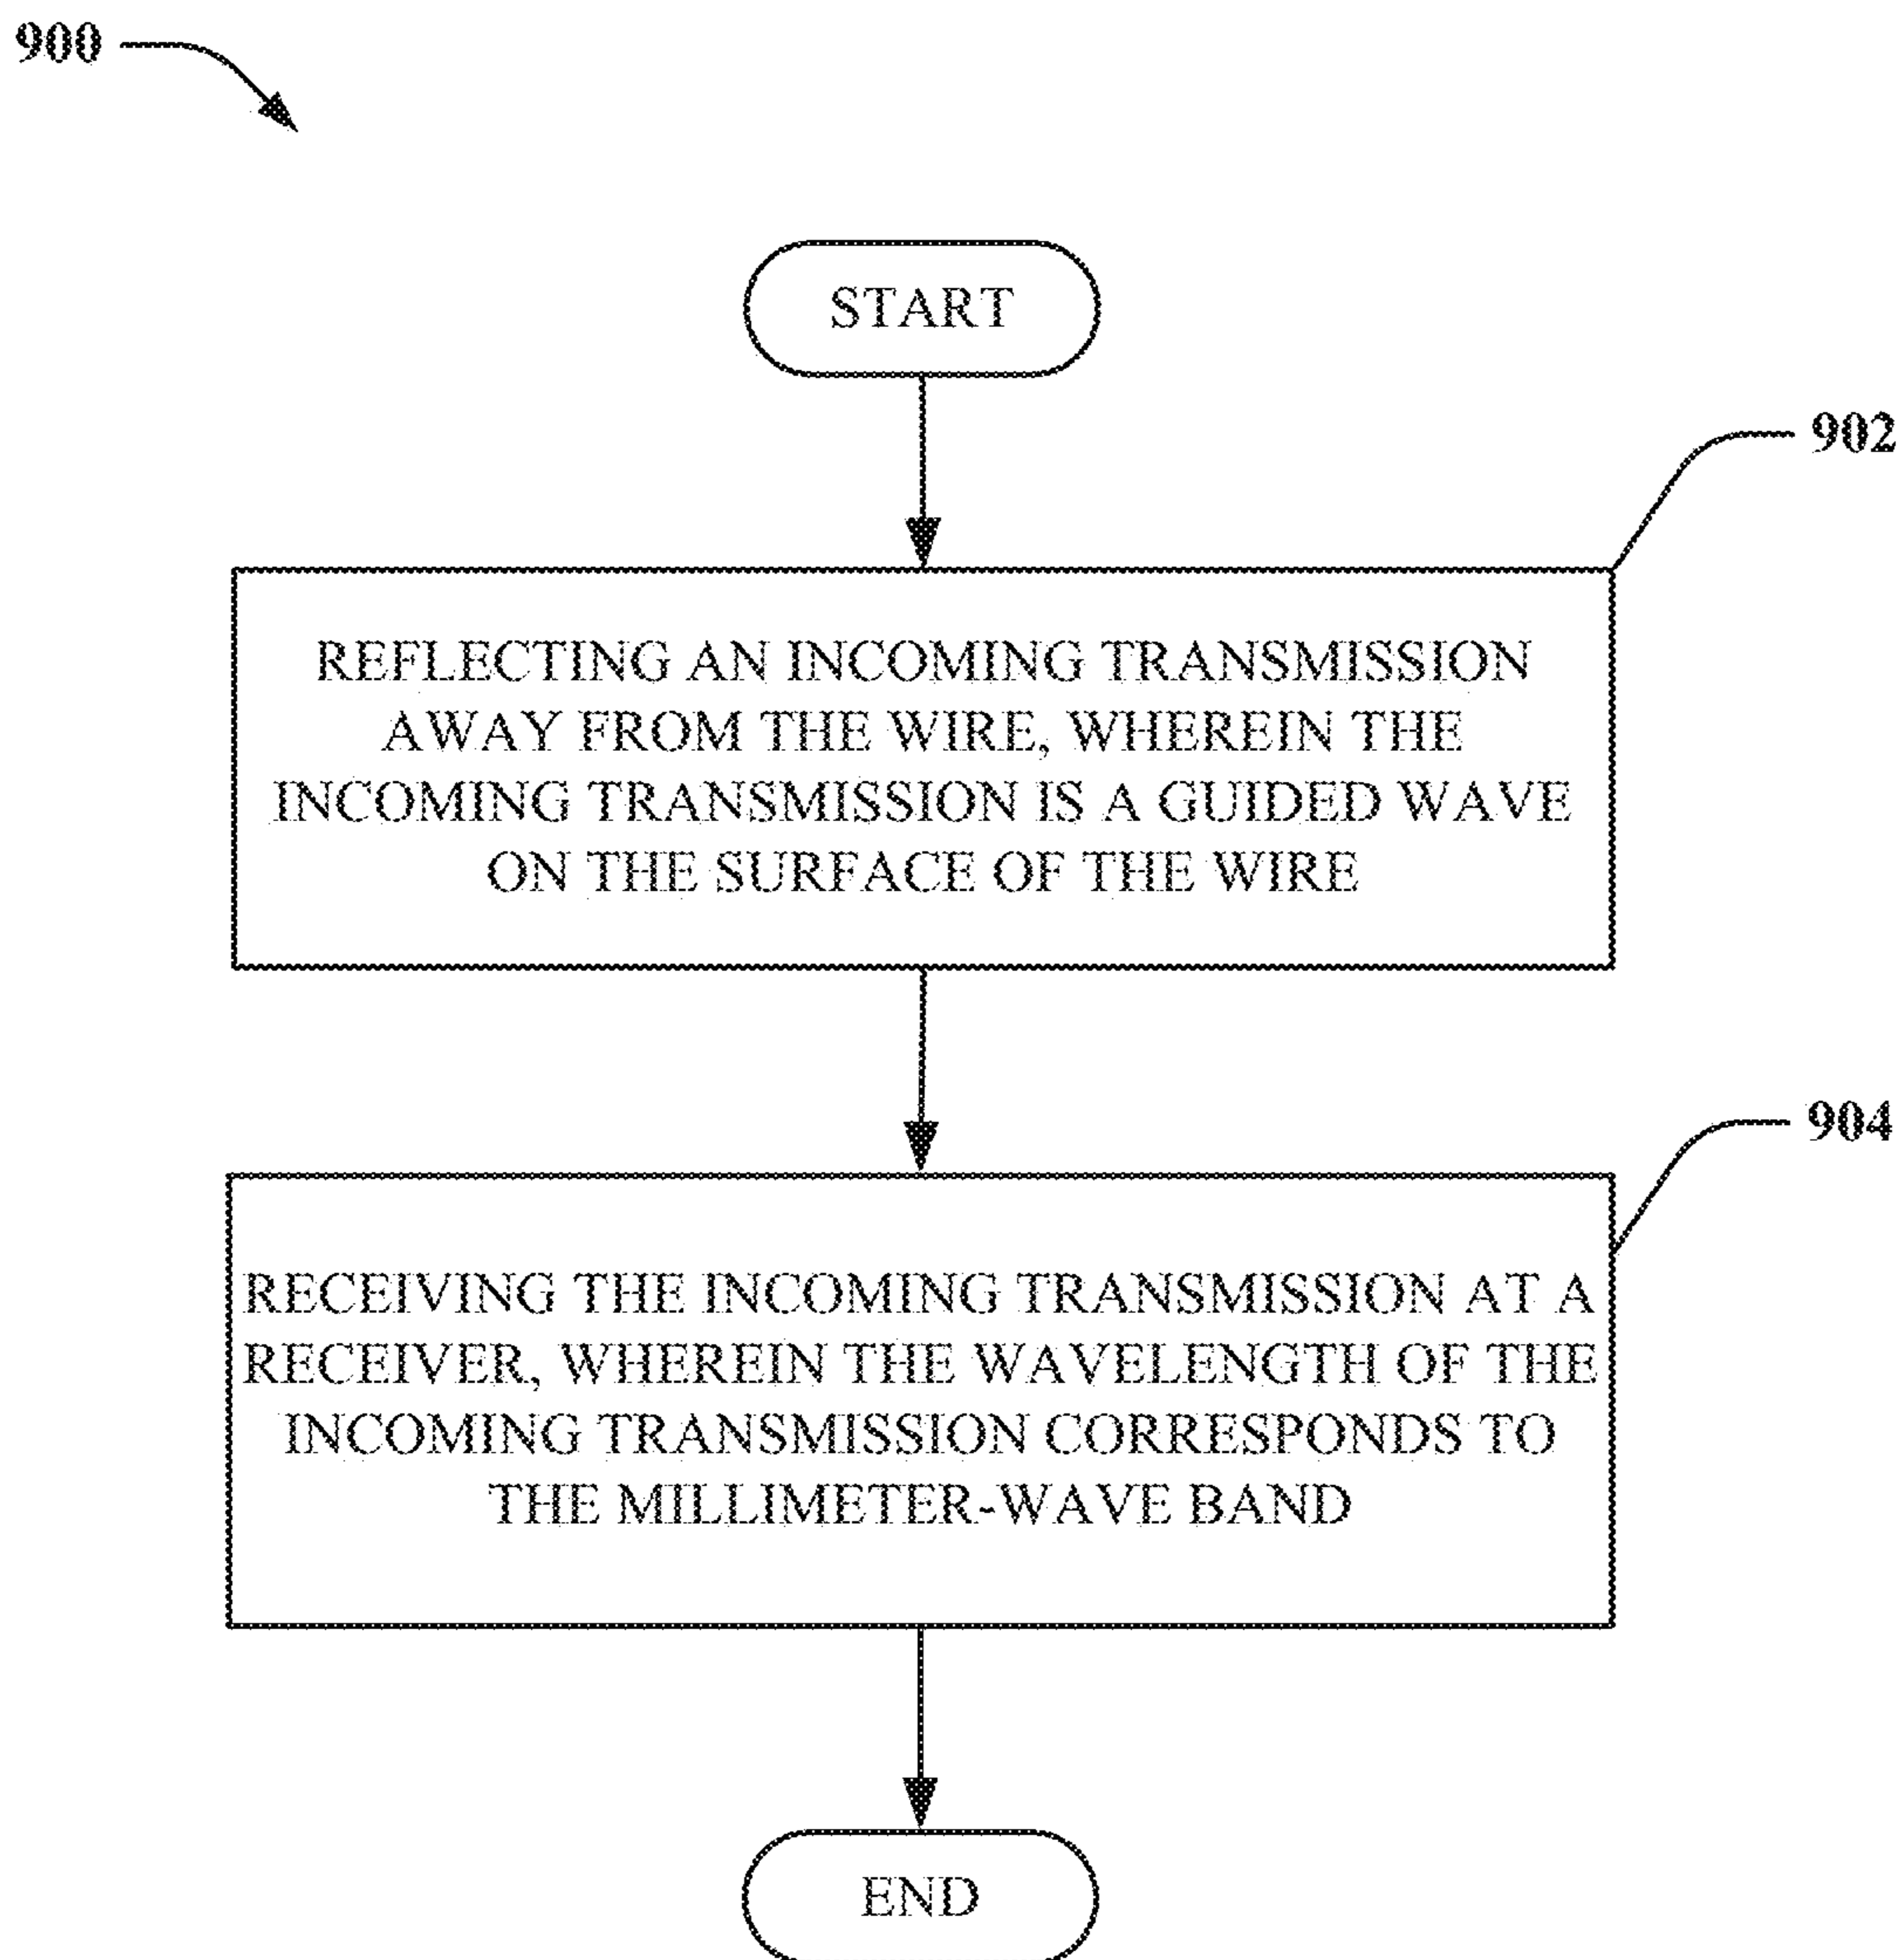 900
START
902
REFLECTING AN INCOMING TRANSMISSION
AWAY FROM THE WIRE, WHEREIN THE
INCOMING TRANSMISSION IS A GUIDED WAVE
ON THE SURFACE OF THE WIRE
904
RECEIVING THE INCOMING TRANSMISSION AT A
RECEIVER, WHEREIN THE WAVELENGTH OF THE
INCOMING TRANSMISSION CORRESPONDS TO
THE MILLIMETER-WAVE BAND
END